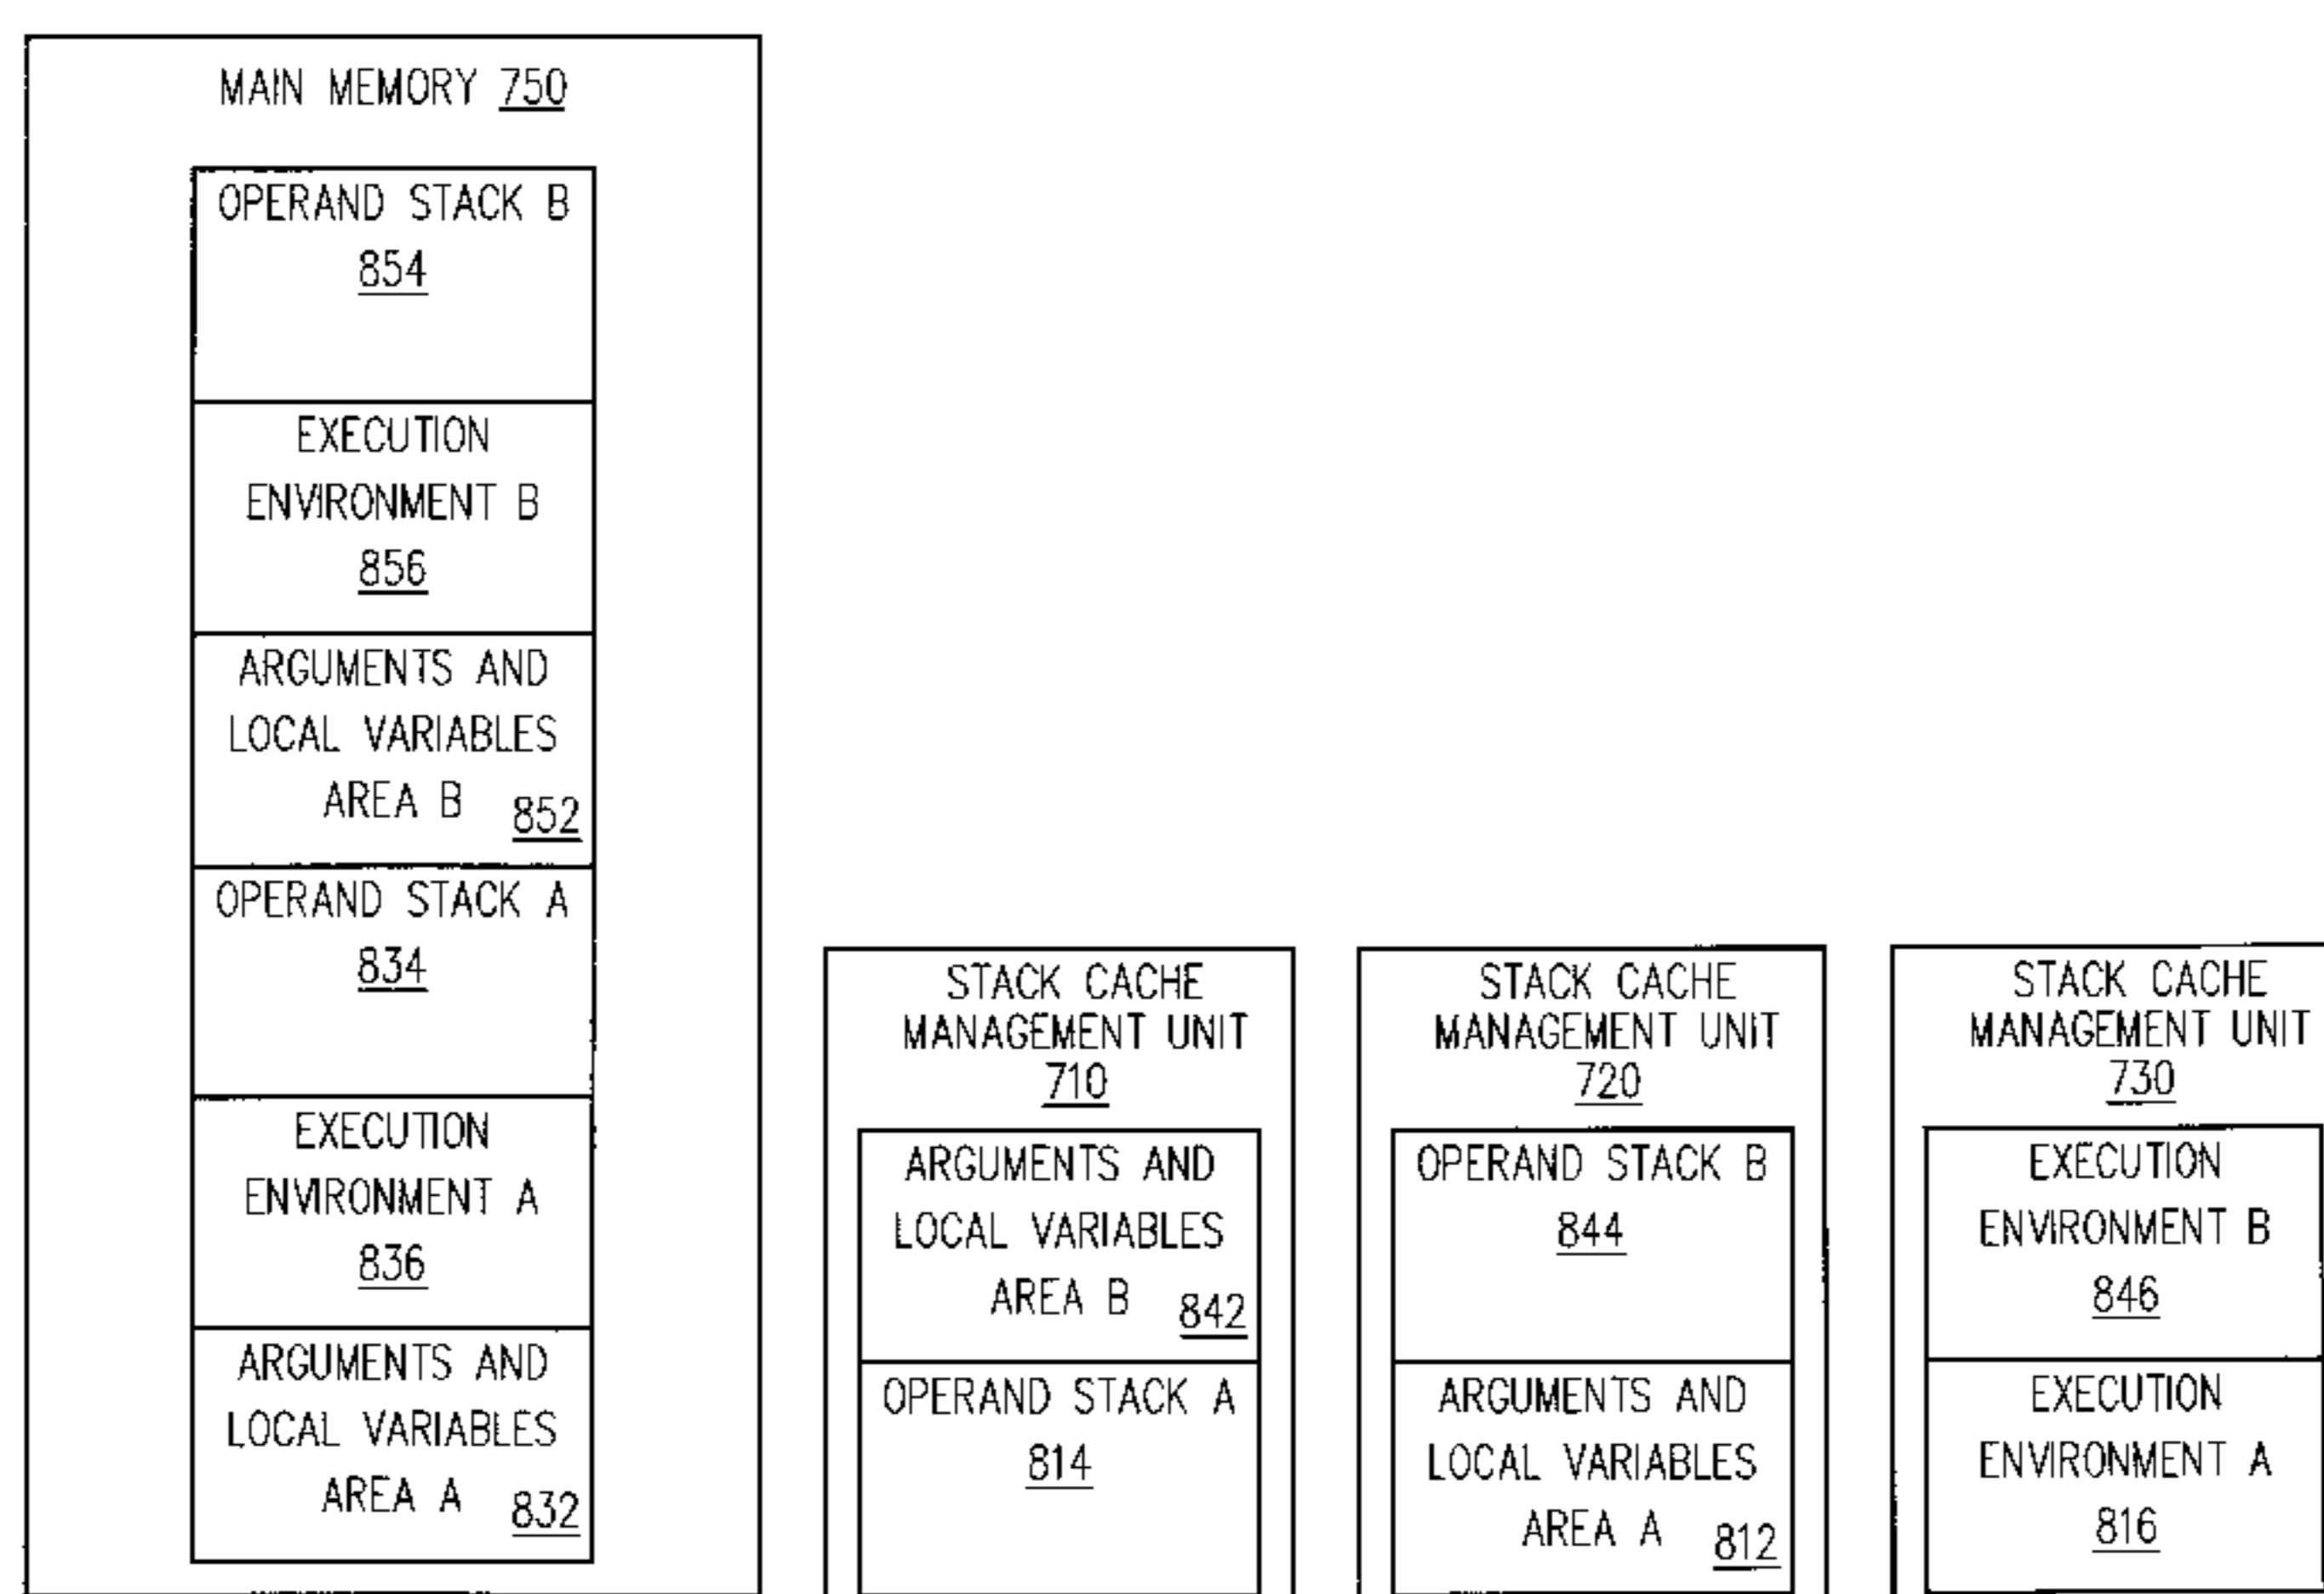 MAIN MEMORY 750
OPERAND STACK B
854
EXECUTION
ENVIRONMENT B
856
ARGUMENTS AND
LOCAL VARIABLES
AREA B 852
OPERAND STACK A
834
EXECUTION
ENVIRONMENT A
836
ARGUMENTS AND
LOCAL VARIABLES
AREA A 832
STACK CACHE
MANAGEMENT UNIT
710
ARGUMENTS AND
LOCAL VARIABLES
AREA B 842
OPERAND STACK A
814
STACK CACHE
MANAGEMENT UNIT
720
OPERAND STACK B
844
ARGUMENTS AND
LOCAL VARIABLES
AREA A 812
STACK CACHE
MANAGEMENT UNIT
730
EXECUTION
ENVIRONMENT B
846
EXECUTION
ENVIRONMENT A
816